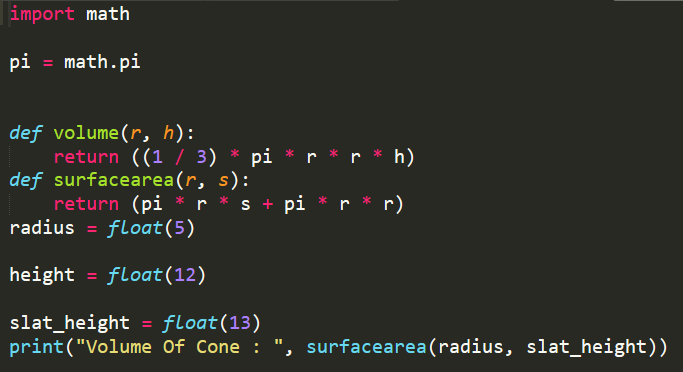 import math
pi = math.pi
def volume(r, h):
    return ((1 / 3) * pi * r * r * h)
def surfacearea(r, s):
    return (pi * r * s + pi * r * r)
radius = float(5)
height = float(12)
slat_height = float(13)
print("Volume Of Cone : ", surfacearea(radius, slat_height))